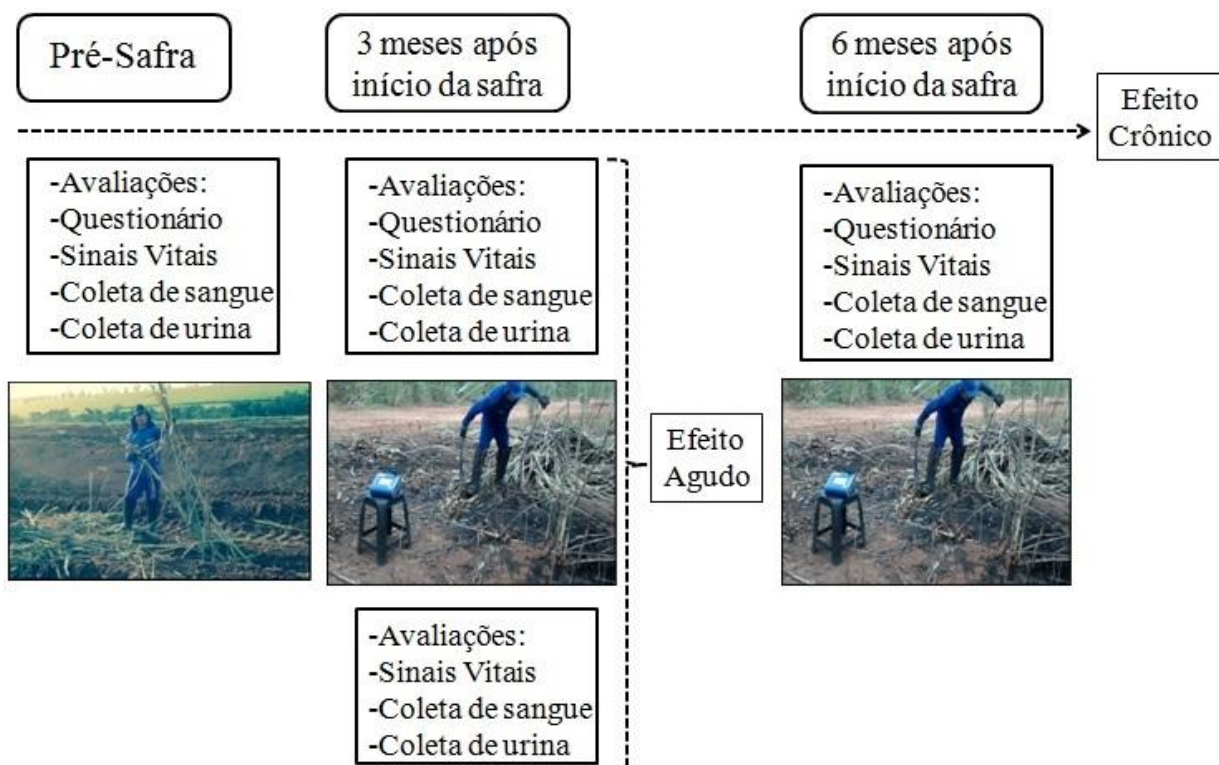 Pré-Safra
3 meses após
início da safra
6 meses após
início da safra
Efeito
Crônico
-Avaliações:
-Questionário
-Sinais Vitais
-Coleta de sangue
-Coleta de urina
-Avaliações:
-Questionário
-Sinais Vitais
-Coleta de sangue
-Coleta de urina
-Avaliações:
-Questionário
-Sinais Vitais
-Coleta de sangue
-Coleta de urina
Efeito
Agudo
-Avaliações:
-Sinais Vitais
-Coleta de sangue
-Coleta de urina